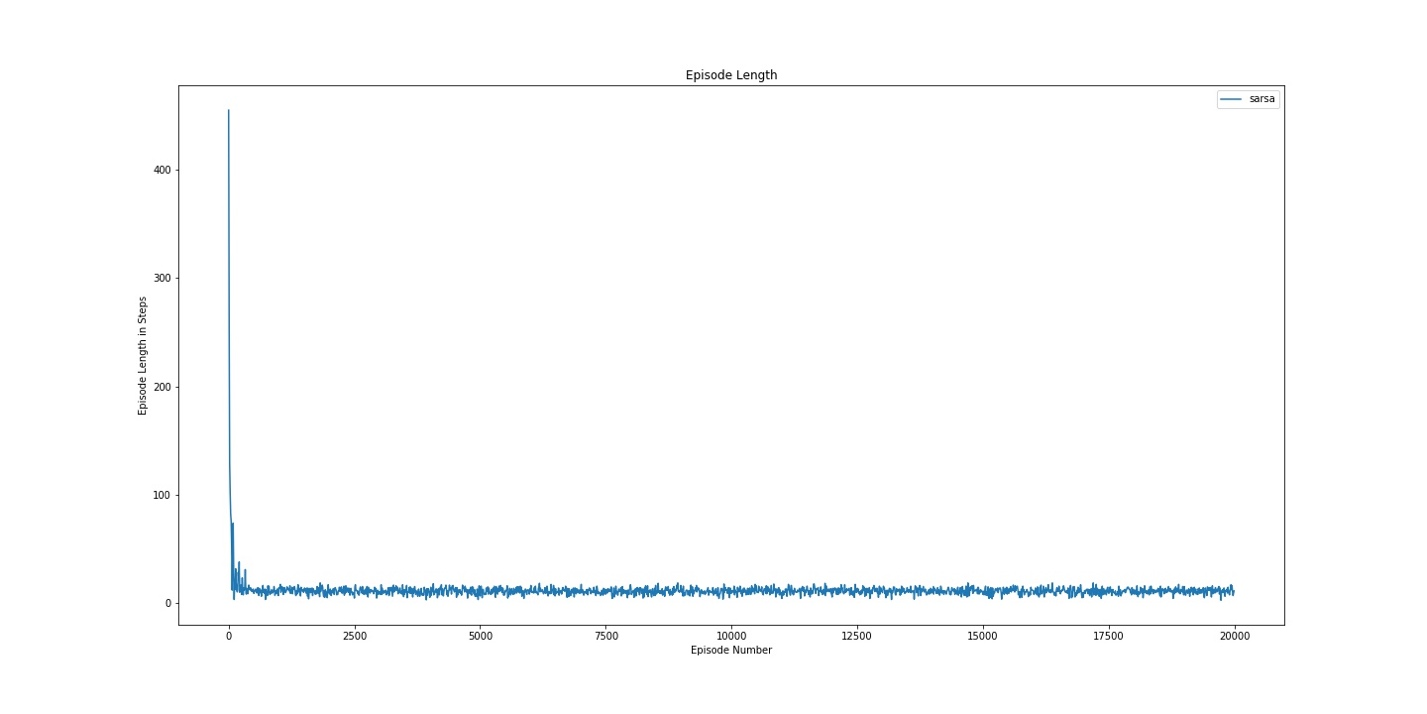 Episode Length
sarsa
Episode Length in Steps
400
300
200
100
0
0 2500 5000 7500 10000 12500 15000 17500 20000
Episode Number